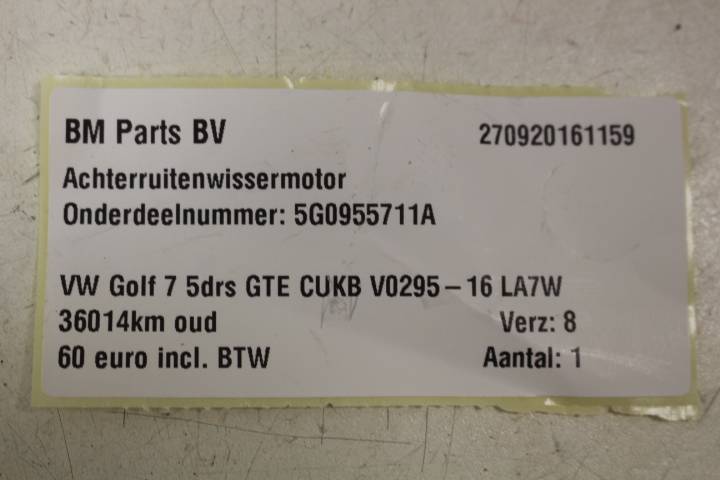 BM Parts BV 270920161159
Achterruitenwissermotor
Onderdeelnummer: 5G0955711A
VW Golf 7 5drs GTE CUKB V0295-16 LA7W
36014km oud Verz: 8
60 euro incl. BTW Aantal: 1